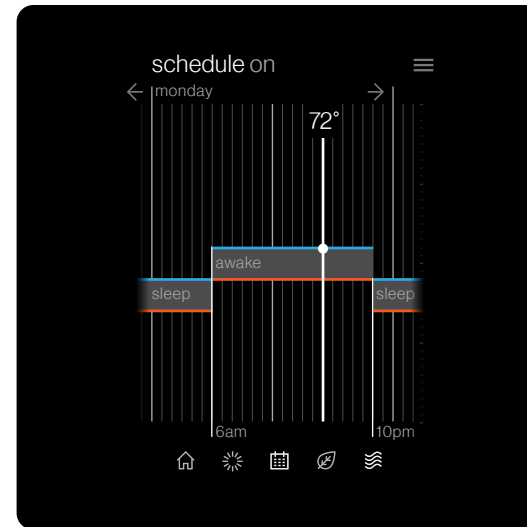 schedule on
monday
72°
awake
sleep sleep
6am 10pm